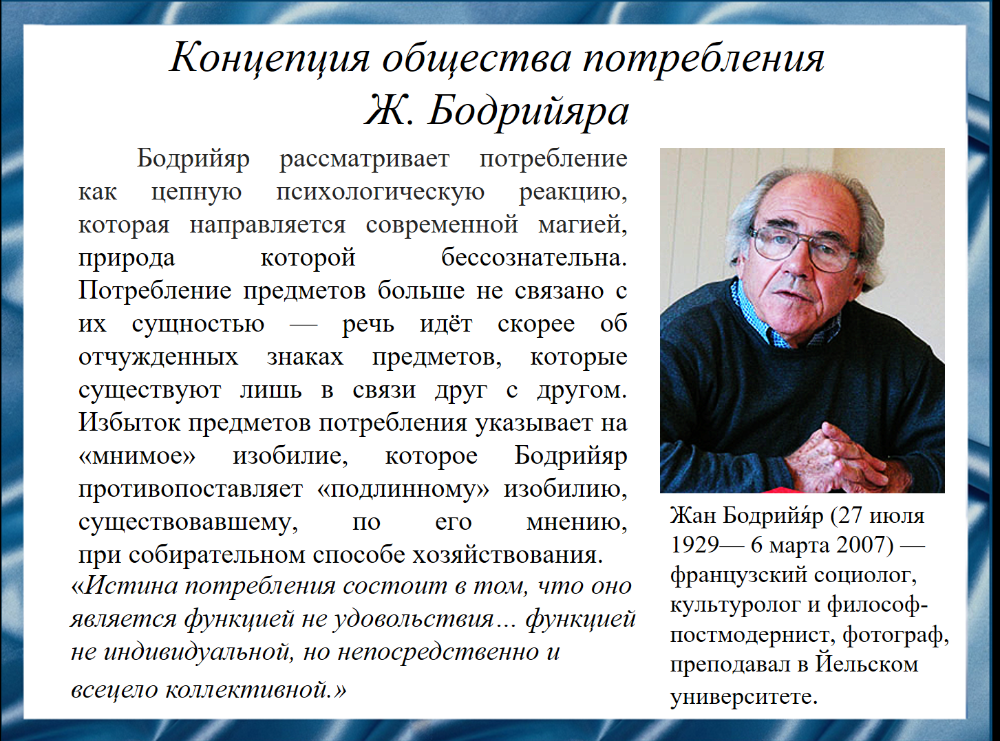 Концепция общества потребления
Ж. Бодрийяра
Бодрийяр рассматривает потребление
как цепную психологическую реакцию,
которая направляется современной магией,
природа которой бессознательна.
Потребление предметов больше не связано с
их сущностью — речь идёт скорее об
отчужденных знаках предметов, которые
существуют лишь в связи друг с другом.
Избыток предметов потребления указывает на
«мнимое» изобилие, которое Бодрийяр
противопоставляет «подлинному» изобилию,
существовавшему, по его мнению,
при собирательном способе хозяйствования.
«Истина потребления состоит в том, что оно
является функцией не удовольствия… функцией
не индивидуальной, но непосредственно и
всецело коллективной.»
Жан Бодрийя́р (27 июля
1929— 6 марта 2007) —
французский социолог,
культуролог и философ-
постмодернист, фотограф,
преподавал в Йельском
университете.